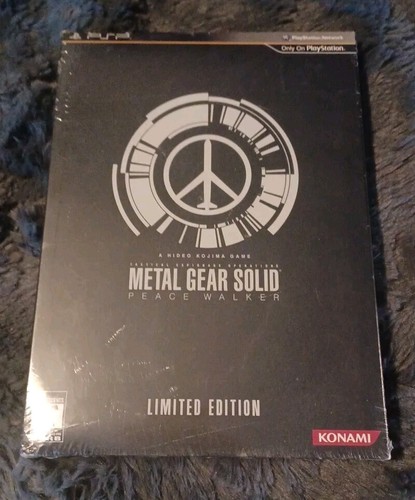 PSP
PlayStation Network
Only On PlayStation.
A HIDEO KOJIMA GAME
TACTICAL ESPIONAGE OPERATIONS
METAL GEAR SOLID
PEACE WALKER
LIMITED EDITION
KONAMI